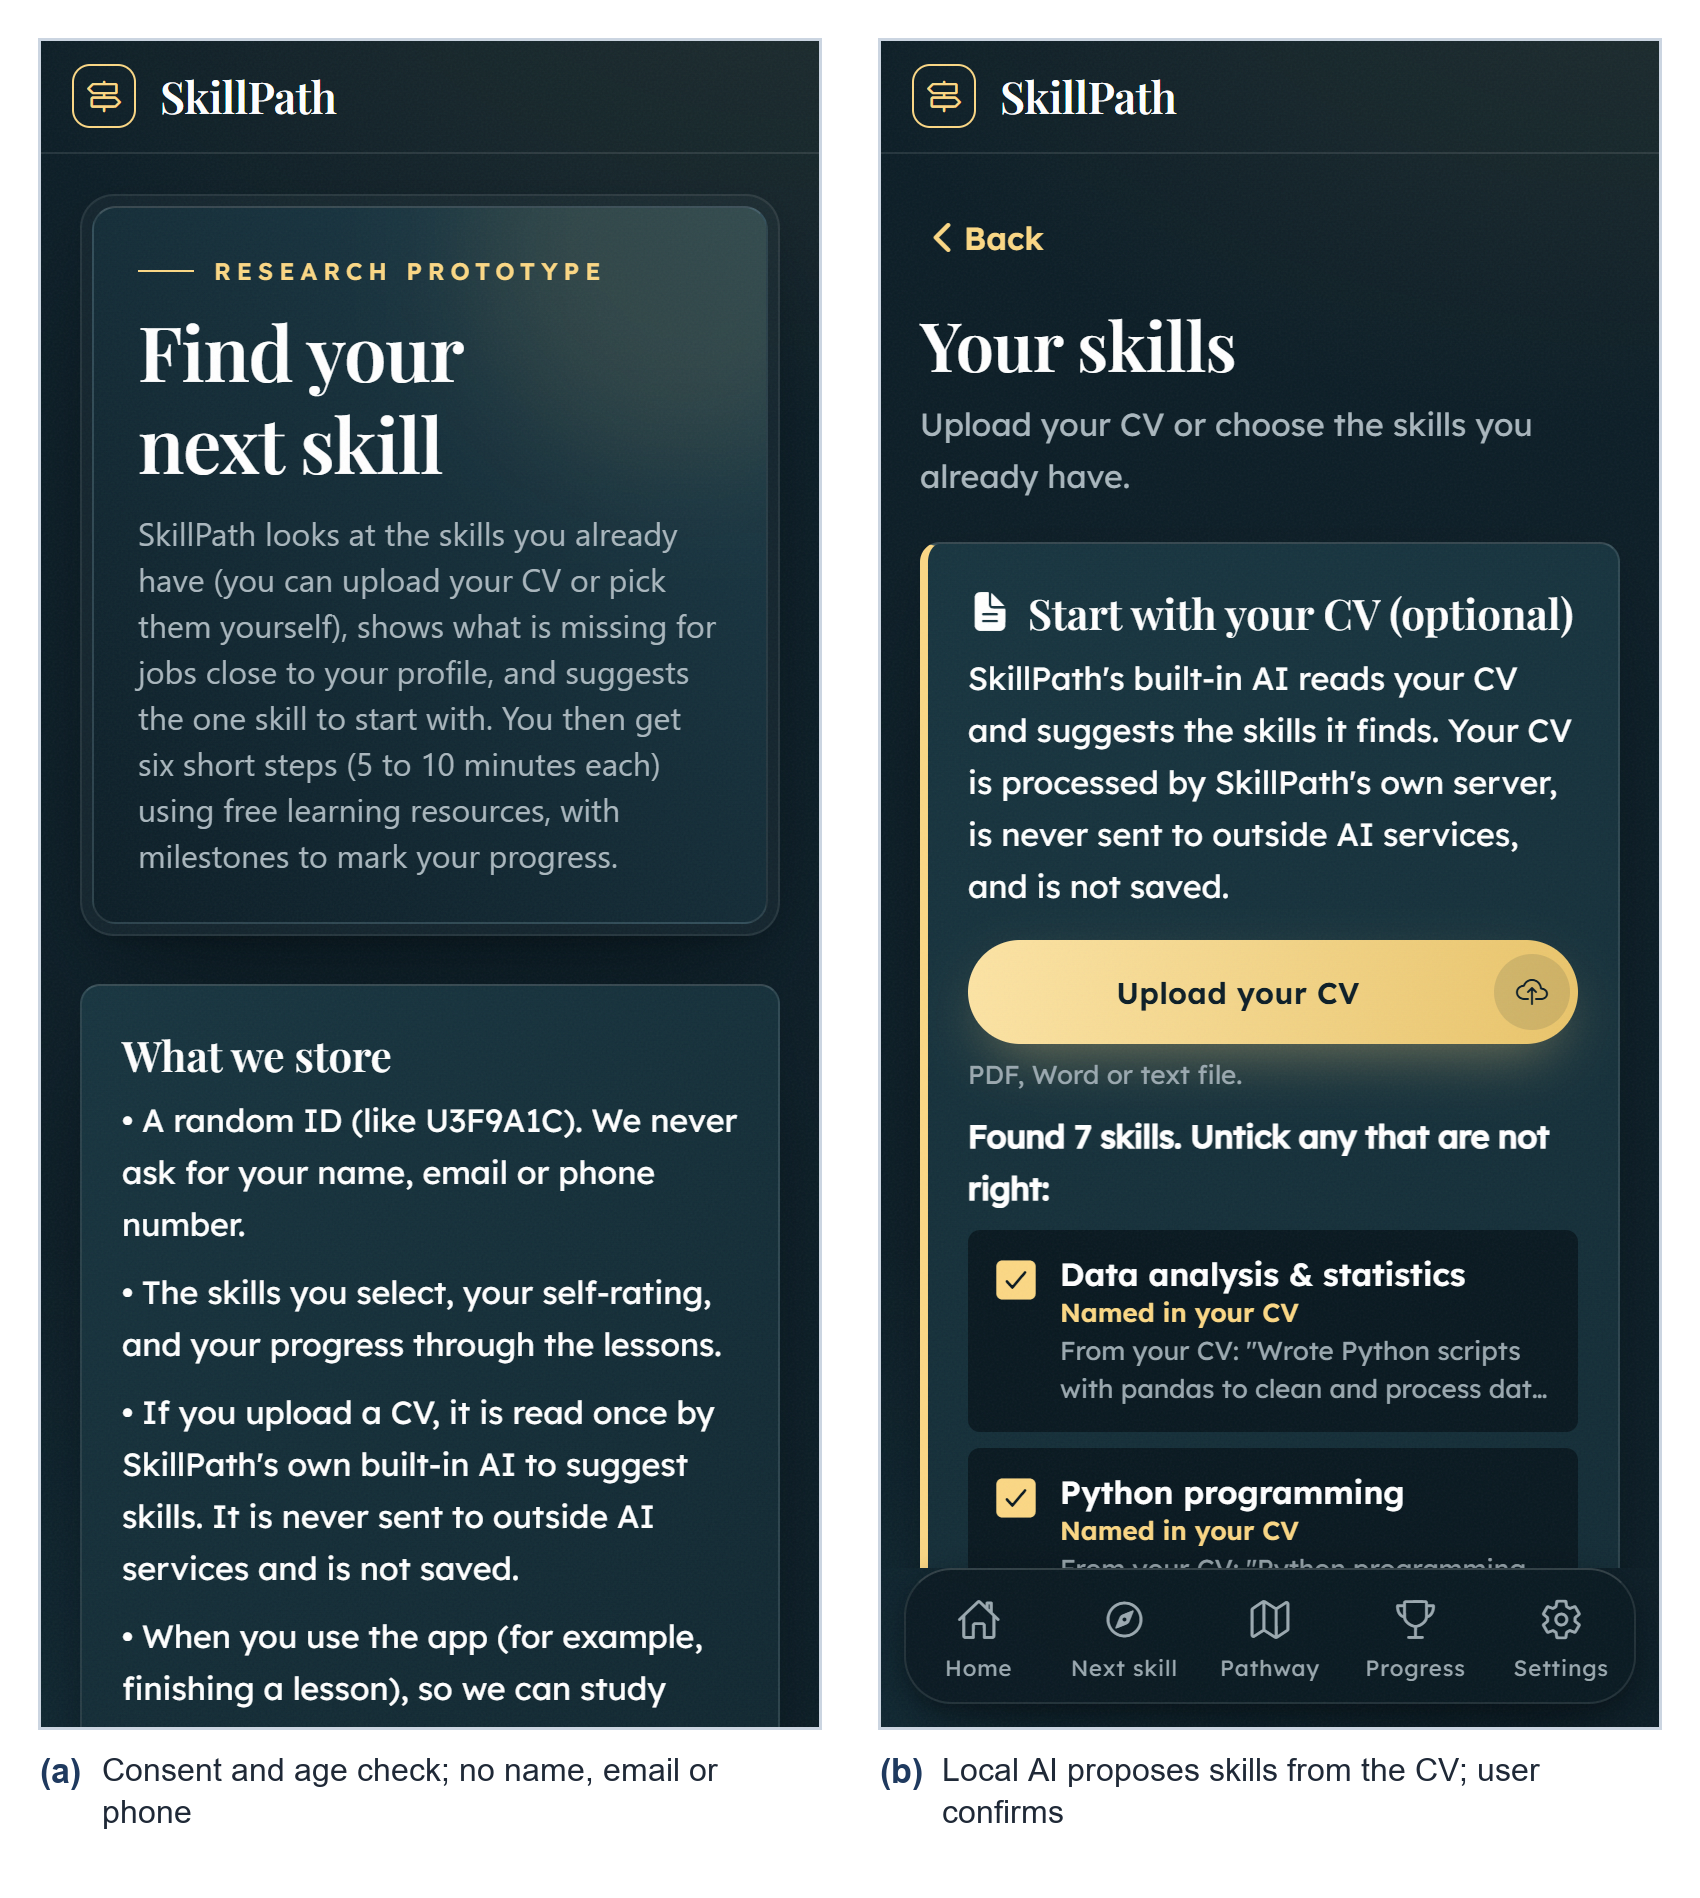 SkillPath
RESEARCH PROTOTYPE
Find your
next skill
SkillPath looks at the skills you already
have (you can upload your CV or pick
them yourself), shows what is missing for
jobs close to your profile, and suggests
the one skill to start with. You then get
six short steps (5 to 10 minutes each)
using free learning resources, with
milestones to mark your progress.
What we store
• A random ID (like U3F9A1C). We never
ask for your name, email or phone
number.
• The skills you select, your self-rating,
and your progress through the lessons.
• If you upload a CV, it is read once by
SkillPath's own built-in AI to suggest
skills. It is never sent to outside AI
services and is not saved.
• When you use the app (for example,
finishing a lesson), so we can study
(a) Consent and age check; no name, email or
phone
SkillPath
Back
Your skills
Upload your CV or choose the skills you
already have.
Start with your CV (optional)
SkillPath's built-in AI reads your CV
and suggests the skills it finds. Your CV
is processed by SkillPath's own server,
is never sent to outside AI services,
and is not saved.
Upload your CV
PDF, Word or text file.
Found 7 skills. Untick any that are not
right:
Data analysis & statistics
Named in your CV
From your CV: "Wrote Python scripts
with pandas to clean and process dat...
Python programming
Named in your CV
From your CV: "Python programming
Home
Next skill
Pathway
Progress
Settings
(b) Local AI proposes skills from the CV; user
confirms